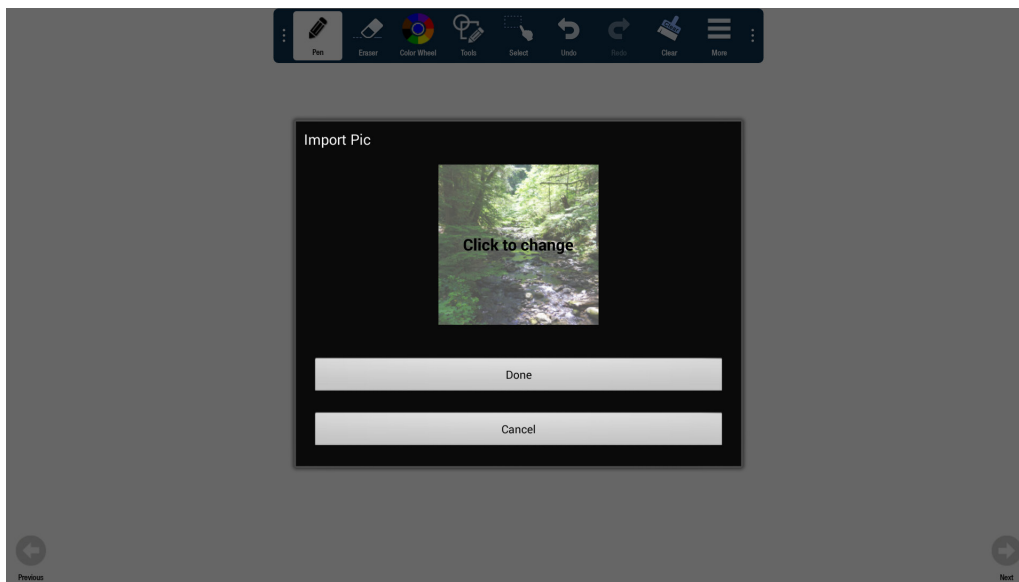 Pen Eraser Color Wheel Tools Select Undo Redo Clear More
Import Pic
Click to change
Done
Cancel
Previous Next